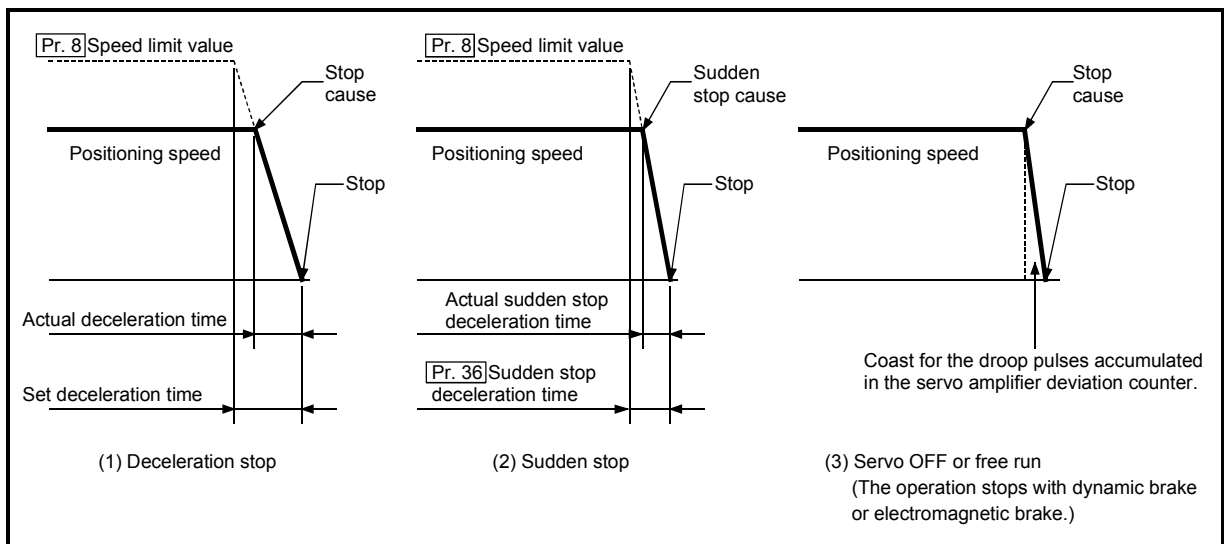 Pr. 8 Speed limit value
Stop
cause
Positioning speed
Stop
Actual deceleration time
Set deceleration time
(1) Deceleration stop
Pr. 8 Speed limit value
Sudden
stop cause
Positioning speed
Stop
Actual sudden stop
deceleration time
Pr. 36 Sudden stop
deceleration time
(2) Sudden stop
Stop
cause
Positioning speed
Stop
Coast for the droop pulses accumulated
in the servo amplifier deviation counter.
(3) Servo OFF or free run
(The operation stops with dynamic brake
or electromagnetic brake.)